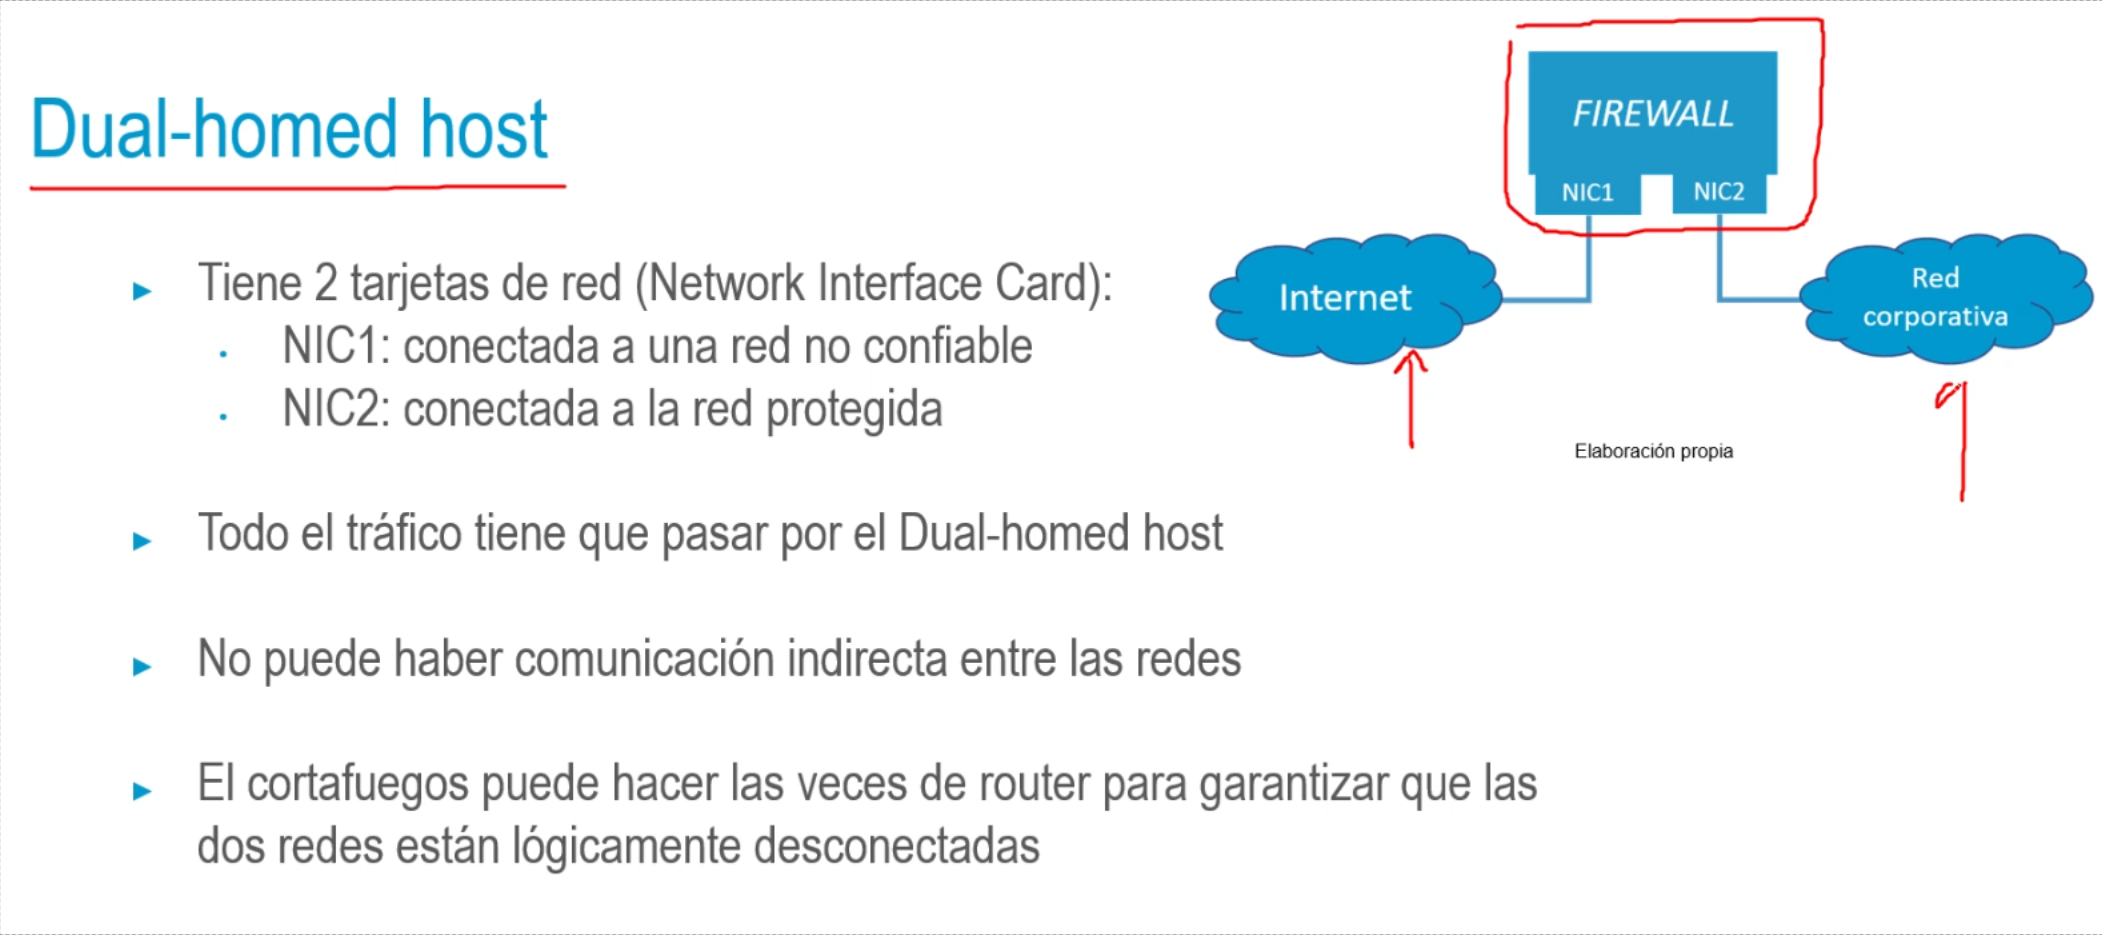 Dual-homed host
Tiene 2 tarjetas de red (Network Interface Card):
NIC1: conectada a una red no confiable
NIC2: conectada a la red protegida
Todo el tráfico tiene que pasar por el Dual-homed host
No puede haber comunicación indirecta entre las redes
El cortafuegos puede hacer las veces de router para garantizar que las
dos redes están lógicamente desconectadas
FIREWALL
NIC1
NIC2
Internet
Red
corporativa
Elaboración propia